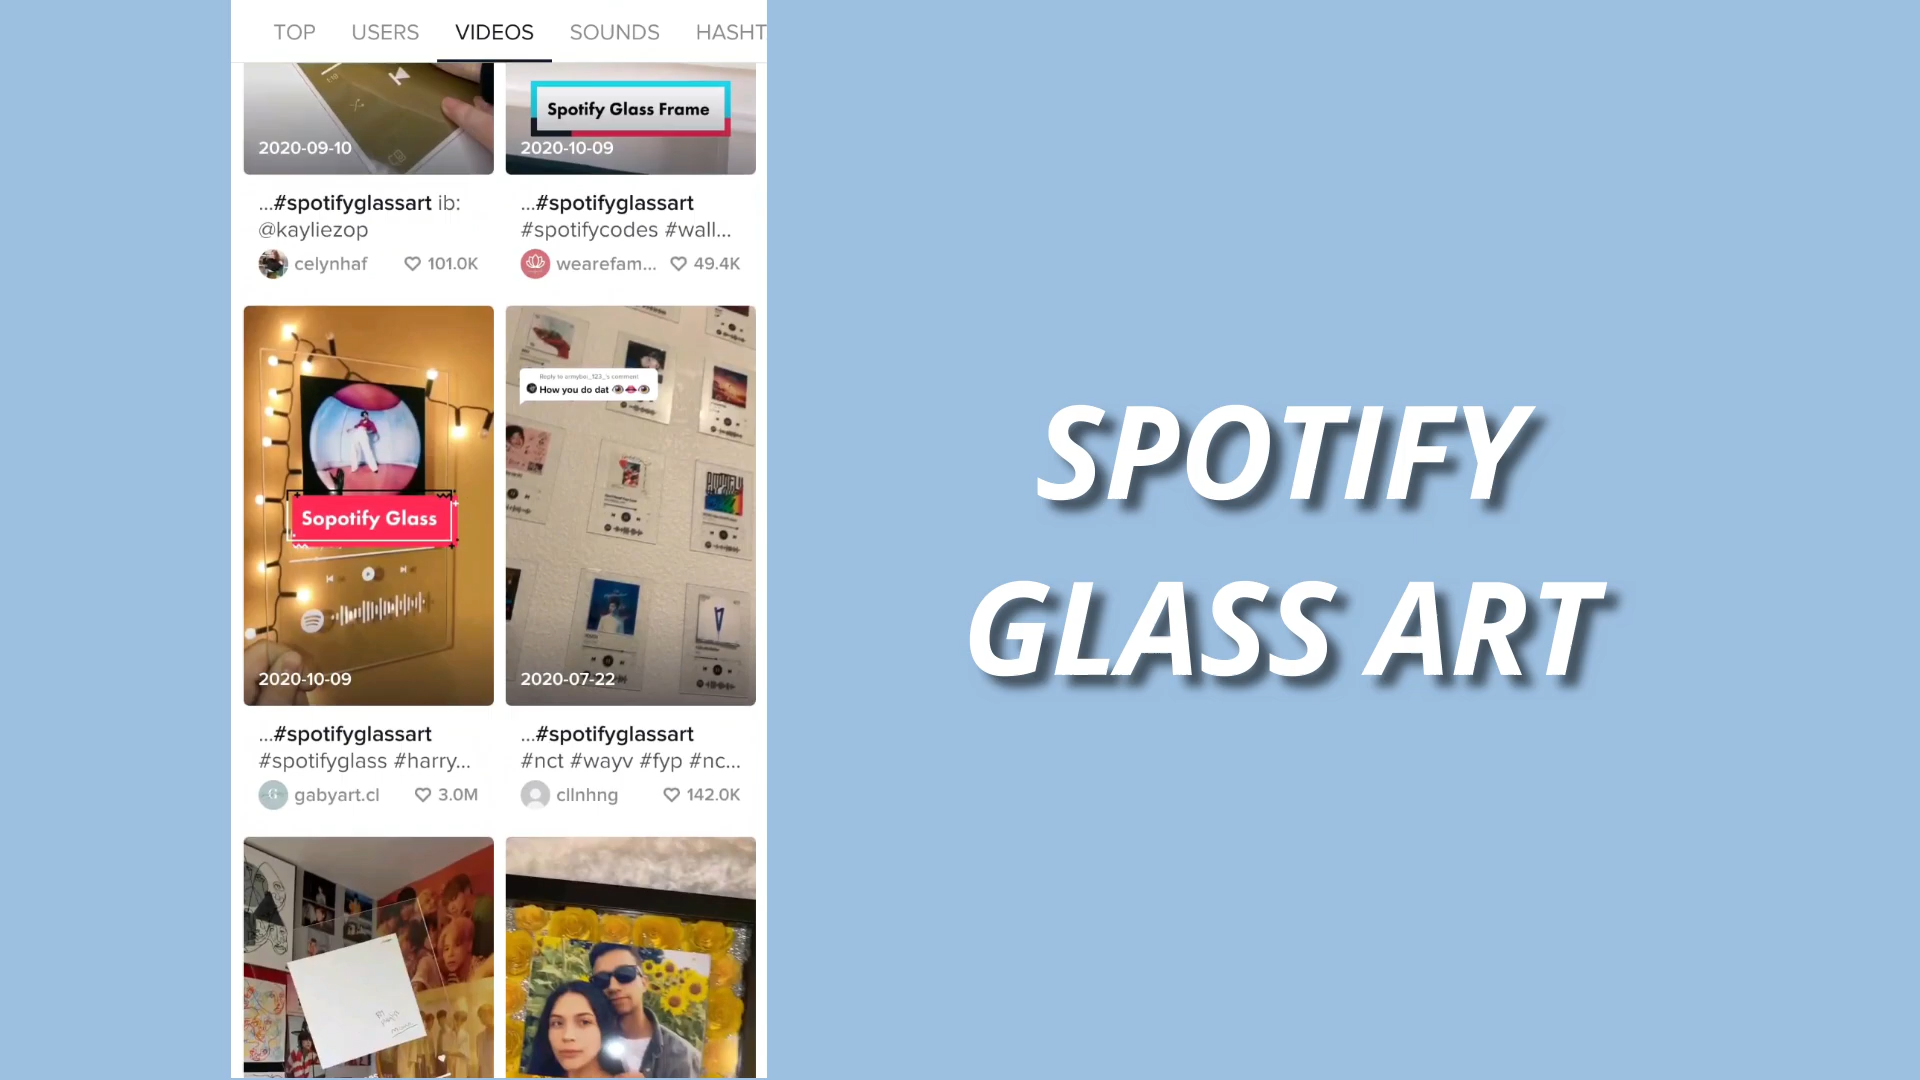 TOP USERS VIDEOS SOUNDS HASHT
2020-09-10
Spotify Glass Frame
2020-10-09
...#spotifyglassart ib:
@kayliezop
celynhaf 101.0K
...#spotifyglassart
#spotifycodes #wall...
wearefam... 49.4K
Sopotify Glass
2020-10-09
How you do dat
2020-07-22
...#spotifyglassart
#spotifyglass #harry...
gabyart.cl 3.0M
...#spotifyglassart
#nct #wayv #fyp #nc...
cllnhng 142.0K
SPOTIFY
GLASS ART